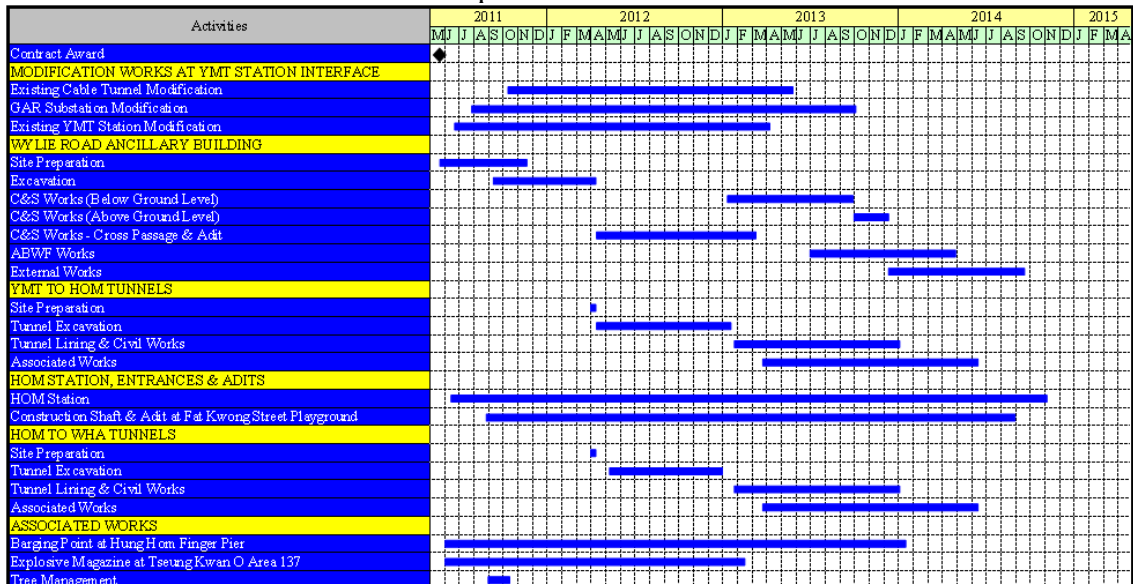 Activities 2011 2012 2013 2014 2015
M J J A S O N D J F M A M J J A S O N D J F M A M J J A S O N D J F M A M J J A S O N D J F M A
Contract Award
MODIFICATION WORKS AT YMT STATION INTERFACE
Existing Cable Tunnel Modification
GAR Substation Modification
Existing YMT Station Modification
WYLIE ROAD ANCILLARY BUILDING
Site Preparation
Excavation
C&S Works (Below Ground Level)
C&S Works (Above Ground Level)
C&S Works - Cross Passage & Adit
ABWF Works
External Works
YMT TO HOM TUNNELS
Site Preparation
Tunnel Excavation
Tunnel Lining & Civil Works
Associated Works
HOM STATION, ENTRANCES & ADITS
HOM Station
Construction Shaft & Adit at Fat Kwong Street Playground
HOM TO WHA TUNNELS
Site Preparation
Tunnel Excavation
Tunnel Lining & Civil Works
Associated Works
ASSOCIATED WORKS
Barging Point at Hung Hom Finger Pier
Explosive Magazine at Tseung Kwan O Area 137
Tree Management